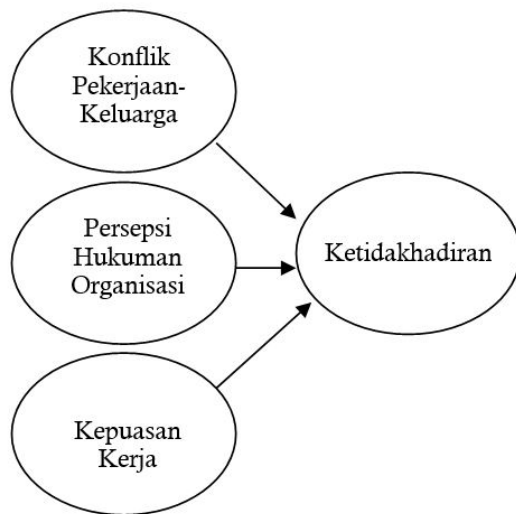 Konflik
Pekerjaan-
Keluarga
Persepsi
Hukuman
Organisasi
Ketidakhadiran
Kepuasan
Kerja